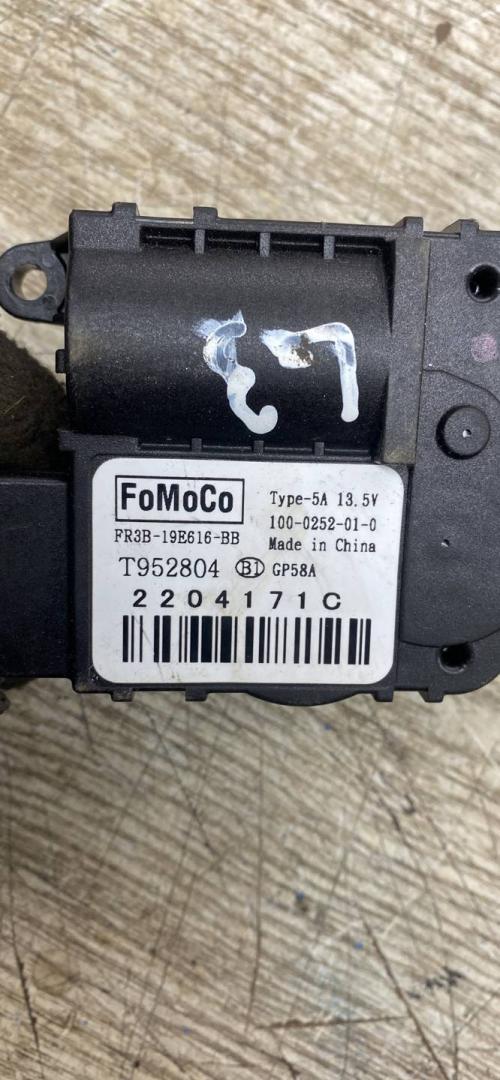 FoMoCo
Type-5A 13.5V
100-0252-01-0
FR3B-19E616-BB
Made in China
T952804 B1 GP58A
2204171C